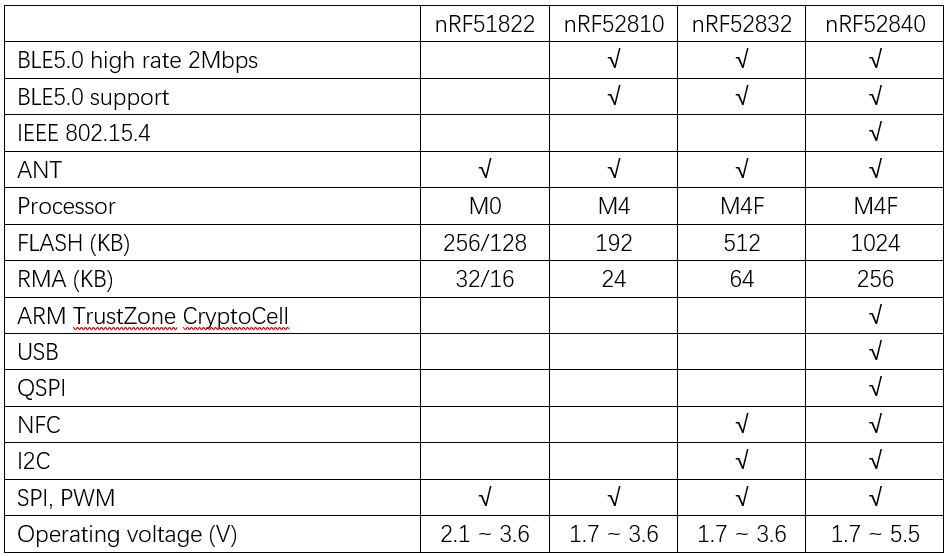 nRF51822 nRF52810 nRF52832 nRF52840
BLE5.0 high rate 2Mbps √ √ √
BLE5.0 support √ √ √
IEEE 802.15.4 √
ANT √ √ √ √
Processor M0 M4 M4F M4F
FLASH (KB) 256/128 192 512 1024
RMA (KB) 32/16 24 64 256
ARM TrustZone CryptoCell √
USB √
QSPI √
NFC √ √
I2C √ √
SPI, PWM √ √ √ √
Operating voltage (V) 2.1 ~ 3.6 1.7 ~ 3.6 1.7 ~ 3.6 1.7 ~ 5.5